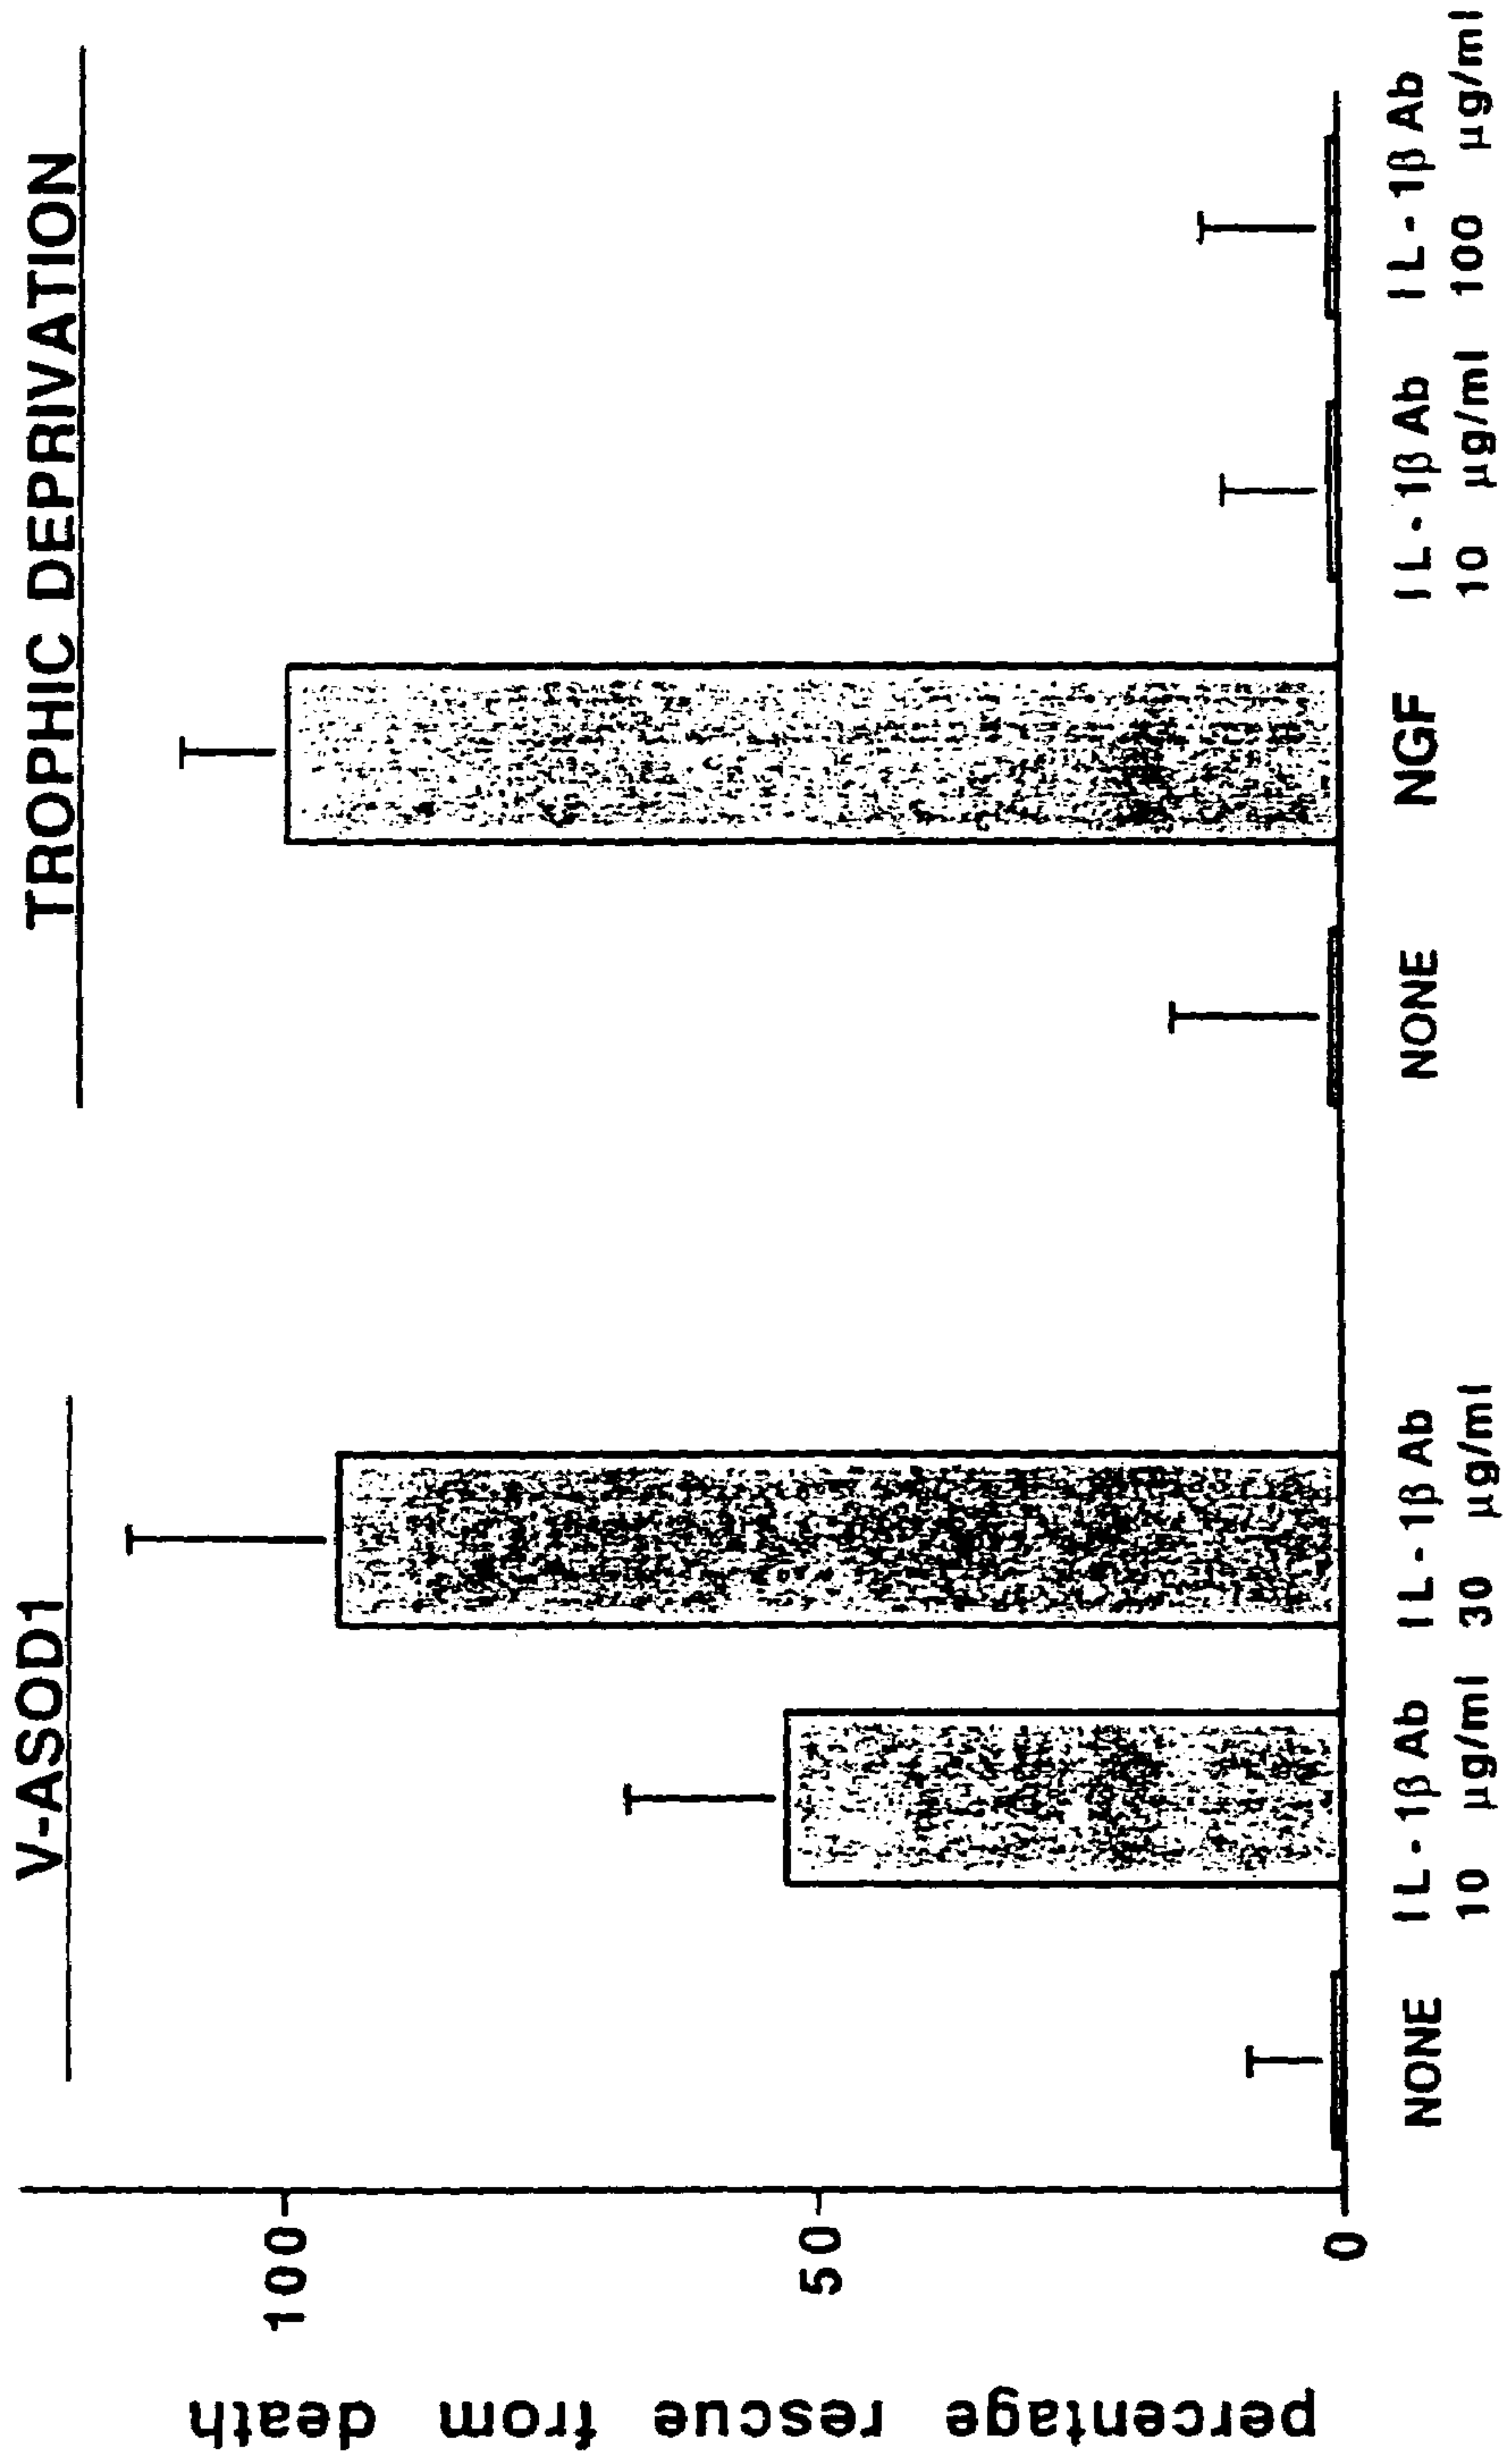 V-ASOD1
TROPHIC DEPRIVATION
percentage rescue from death
100
50
0
NONE
IL-1β Ab
10 µg/ml
IL-1β Ab
30 µg/ml
NONE
NGF
IL-1β Ab
10 µg/ml
IL-1β Ab
100 µg/ml